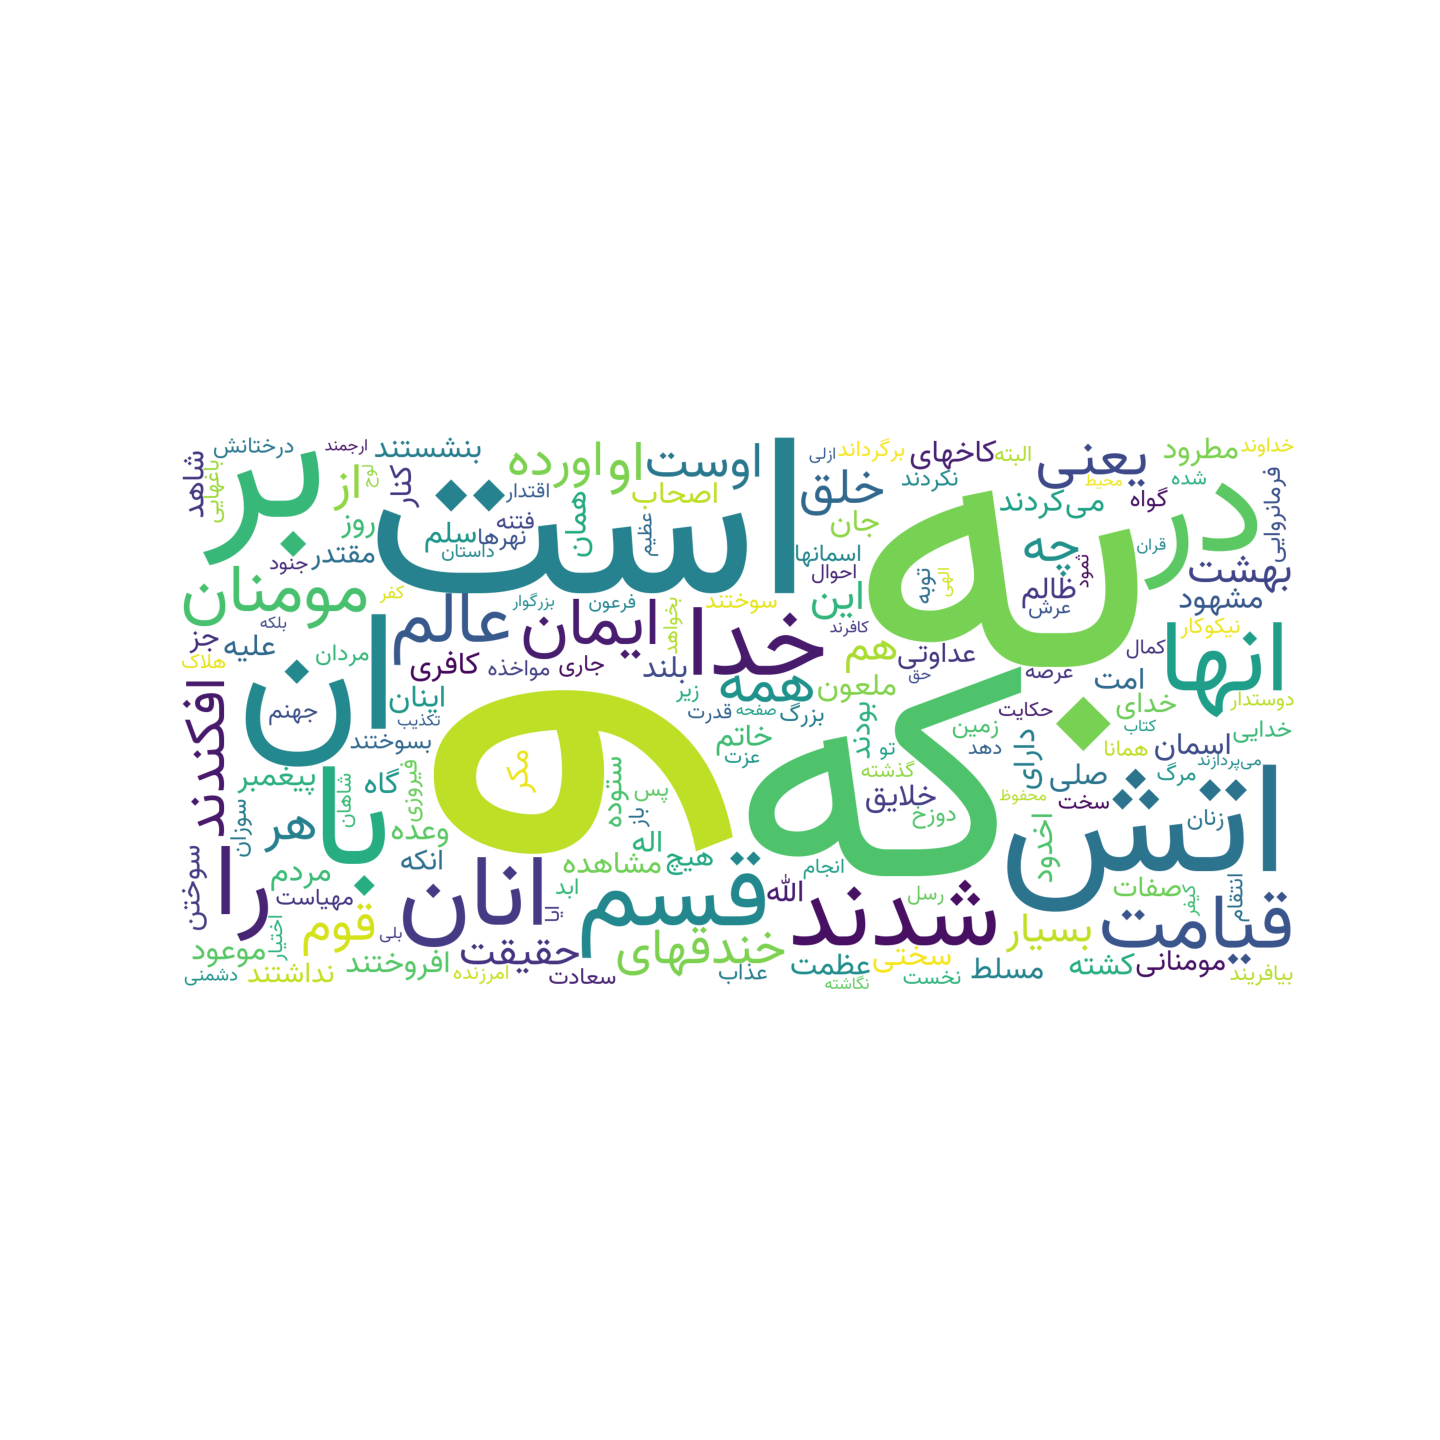 به
است
که
و
ان
بر
در
خدا
اتش
شدند
با
را
انان
قسم
قیامت
انها
ایمان
عالم
همه
مومنان
افکندند
یعنی
خلق
اوست
او
اورده
از
خندقهای
قوم
هر
هم
چه
این
بهشت
حقیقت
بسیار
کاخهای
مطرود
خداوند
البته
برگرداند
ازلی
بنشستند
ارجمند
درختانش
شاهد
باغهایی
لوح
کنار
روز
مقتدر
جنود
سلم
داستان
نهرها
فتنه
اقتدار
همان
عظیم
اصحاب
جان
نکردند
می‌کردند
محیط
گواه
شده
فرمانروایی
قران
ثمود
ظالم
عرش
الهی
توبه
اسمانها
احوال
مشهود
نیکوکار
کمال
عرصه
کافرند
حق
عداوتی
سوختند
بخواهد
فرعون
بزرگوار
کفر
بلکه
جز
علیه
هلاک
مردان
کافری
مواخذه
جاری
بلند
زیر
ملعون
امت
خدای
دوستدار
خدایی
کتاب
همانا
اسمان
می‌پردازند
حکایت
زمین
دهد
تو
بودند
بزرگ
صفحه
قدرت
خاتم
عزت
اینان
تکذیب
بسوختند
جهنم
پیغمبر
گاه
شاهان
فیروزی
وعده
مکر
ستوده
پس
باز
گذشته
خلایق
دوزخ
دارای
صلی
محفوظ
سخت
مرگ
زنان
اخدود
صفات
کیفر
انتقام
سوزان
سوختن
مردم
مهیاست
انکه
اله
هیچ
مشاهده
ابد
ایا
بلی
اختیار
الله
انجام
رسل
موعود
دشمنی
نداشتند
افروختند
امرزنده
سعادت
عذاب
عظمت
نگاشته
سختی
نخست
مسلط
کشته
مومنانی
بیافریند